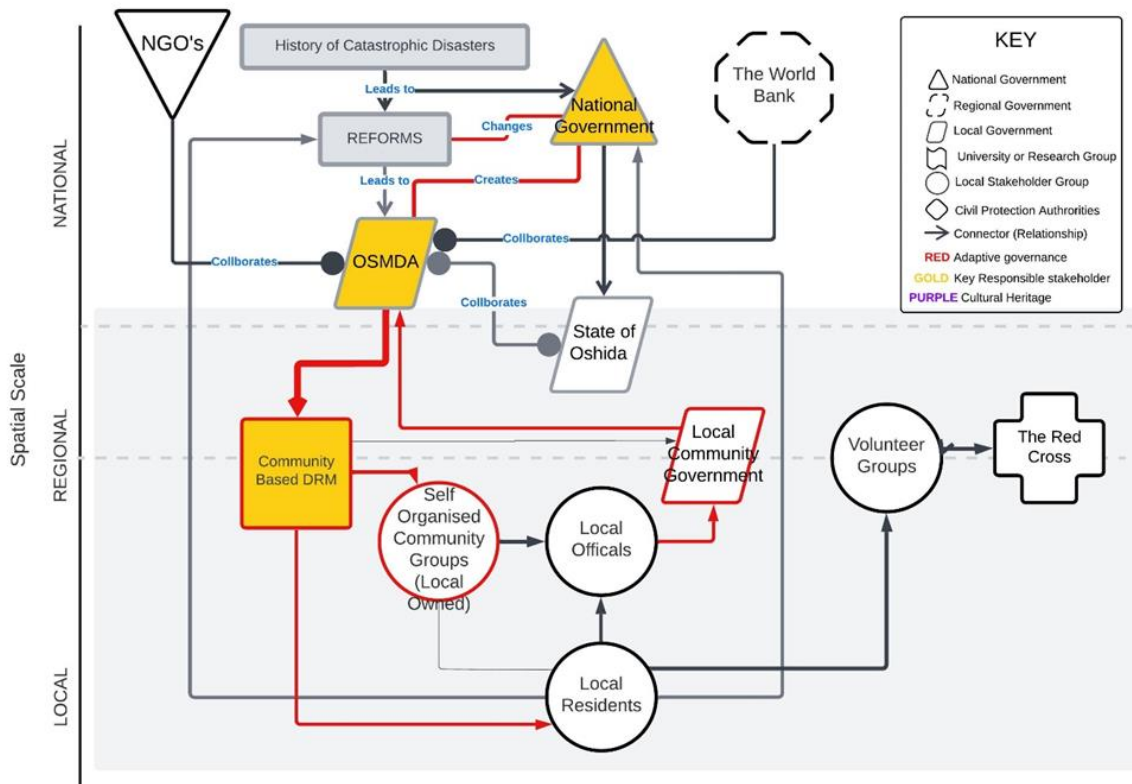 NGO's
History of Catastrophic Disasters
The World
Bank
KEY
National Government
Regional Government
Local Government
University or Research Group
Local Stakeholder Group
Civil Protection Authrorities
Connector (Relationship)
RED Adaptive governance
GOLD Key Responsible stakeholder
PURPLE Cultural Heritage
Leads to
National
Government
REFORMS
Changes
Leads to
Creates
NATIONAL
OSMDA
Collborates
Collborates
Collborates
State of
Oshida
Spatial Scale
REGIONAL
Community
Based DRM
Local
Community
Government
Volunteer
Groups
The Red
Cross
Self
Organised
Community
Groups
(Local
Owned)
Local
Officals
LOCAL
Local
Residents